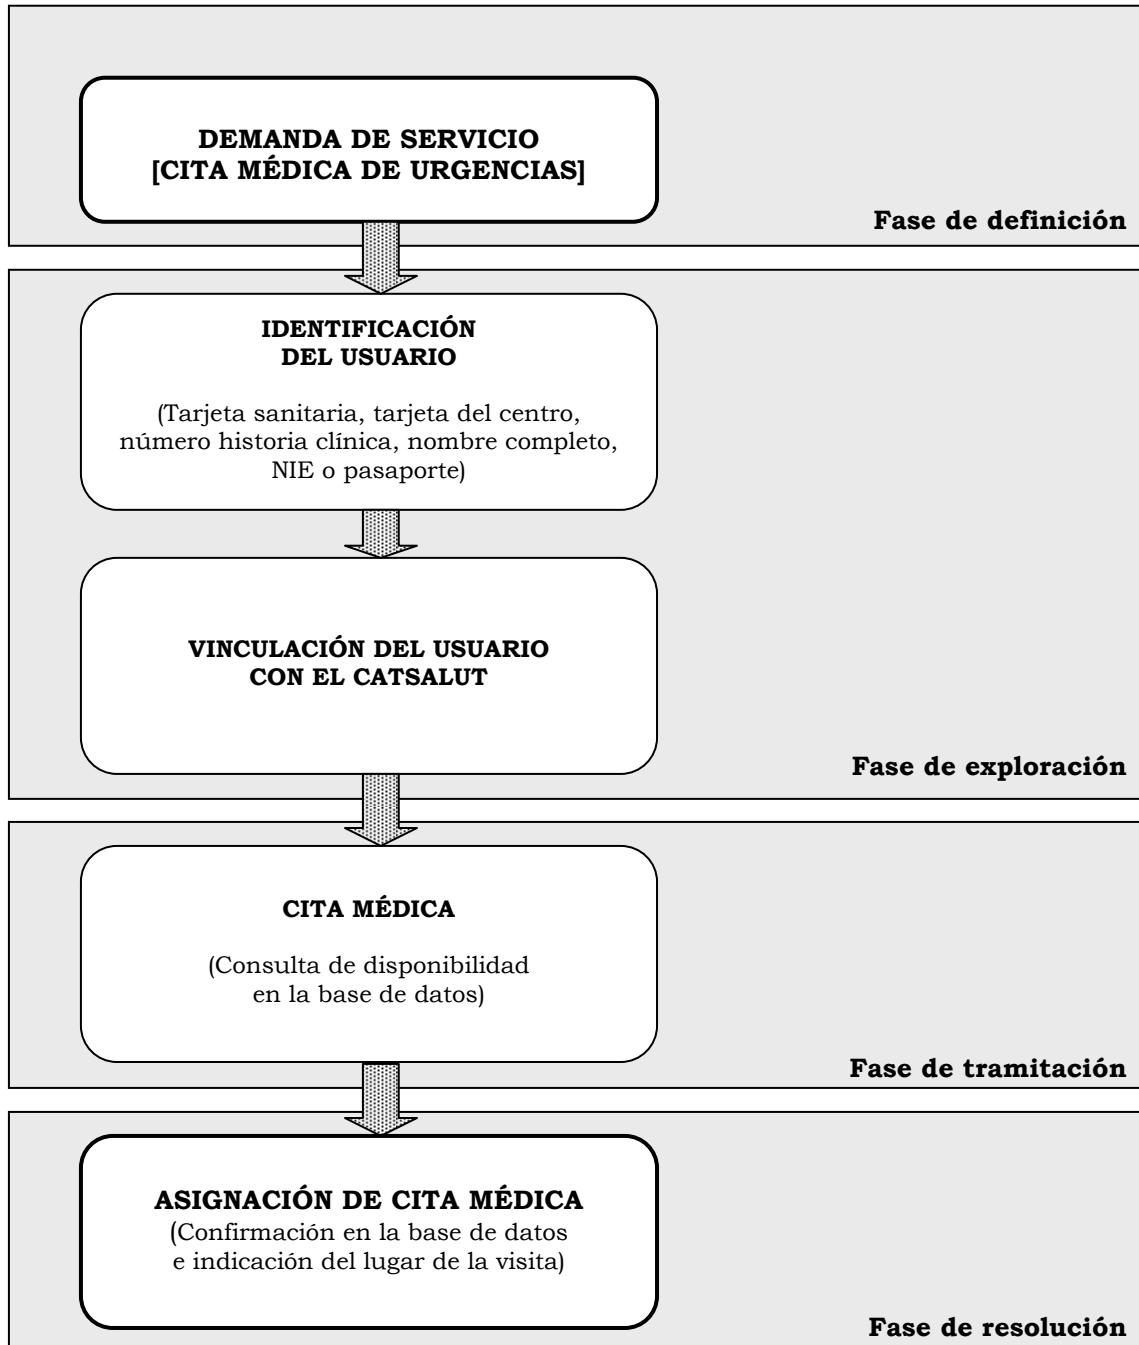 DEMANDA DE SERVICIO
[CITA MÉDICA DE URGENCIAS]
Fase de definición
IDENTIFICACIÓN
DEL USUARIO
(Tarjeta sanitaria, tarjeta del centro,
número historia clínica, nombre completo,
NIE o pasaporte)
VINCULACIÓN DEL USUARIO
CON EL CATSALUT
Fase de exploración
CITA MÉDICA
(Consulta de disponibilidad
en la base de datos)
Fase de tramitación
ASIGNACIÓN DE CITA MÉDICA
(Confirmación en la base de datos
e indicación del lugar de la visita)
Fase de resolución